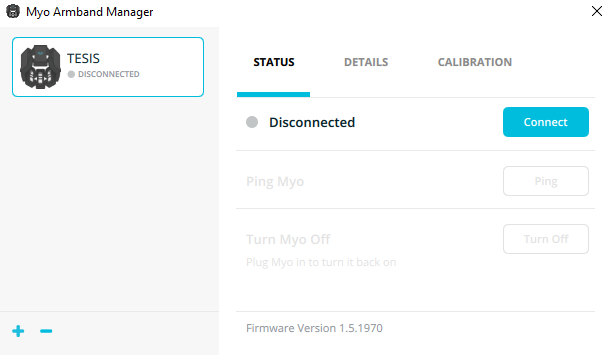 Myo Armband Manager
TESIS
DISCONNECTED
STATUS DETAILS CALIBRATION
Disconnected Connect
Ping Myo Ping
Turn Myo Off Turn Off
Plug Myo in to turn it back on
Firmware Version 1.5.1970